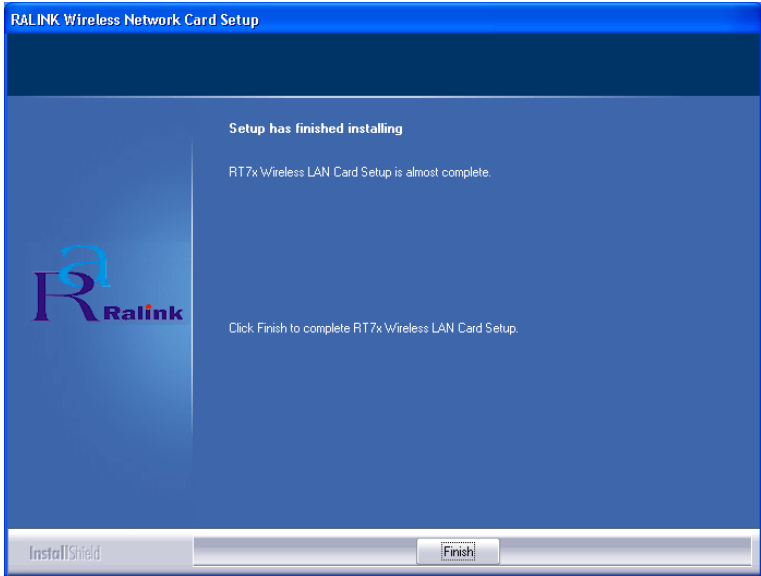 RALINK Wireless Network Card Setup
Setup has finished installing
RT7x Wireless LAN Card Setup is almost complete.
Ra
Ralink
Click Finish to complete RT7x Wireless LAN Card Setup.
InstallShield
Finish